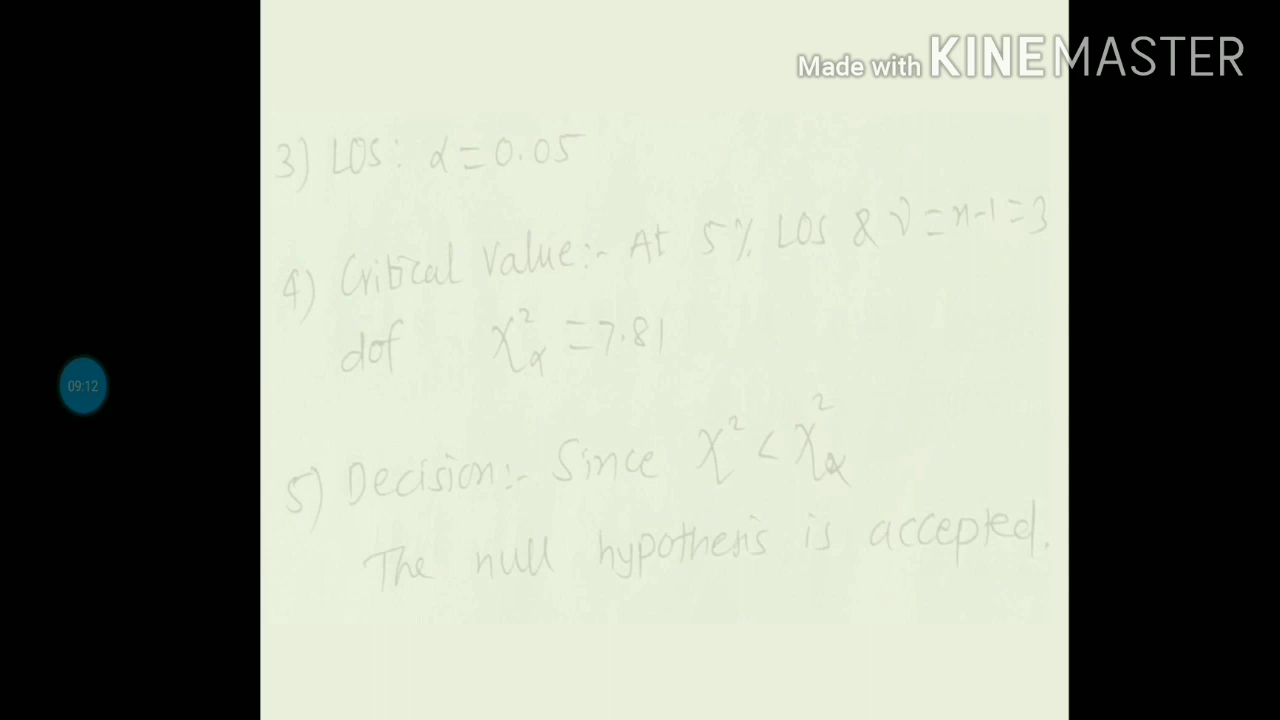 Made with KINEMASTER
3) LOS: α = 0.05
4) Critical Value:- At 5% LOS & ν = n-1 = 3
dof χ²α = 7.81
09:12
5) Decision:- Since χ² < χ²α
The null hypothesis is accepted.